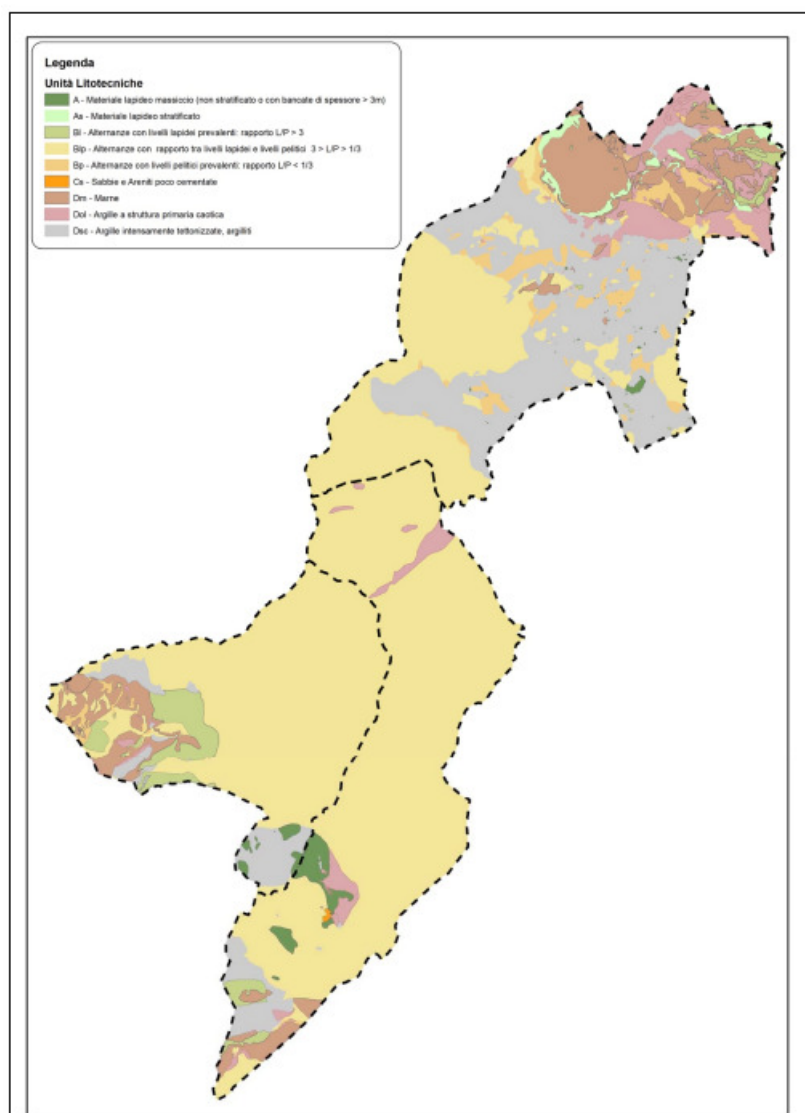 Legenda
Unità Litotecniche
A - Materiale lapideo massiccio (non stratificato o con bancate di spessore > 3m)
As - Materiale lapideo stratificato
Bl - Alternanze con livelli lapidei prevalenti: rapporto L/P > 3
Blp - Alternanze con rapporto tra livelli lapidei e livelli pelitici 3 > L/P > 1/3
Bp - Alternanze con livelli pelitici prevalenti: rapporto L/P < 1/3
Cs - Sabbie e Areniti poco cementate
Dm - Marne
Dol - Argille a struttura primaria caotica
Dsc - Argille intensamente tettonizzate, argilliti